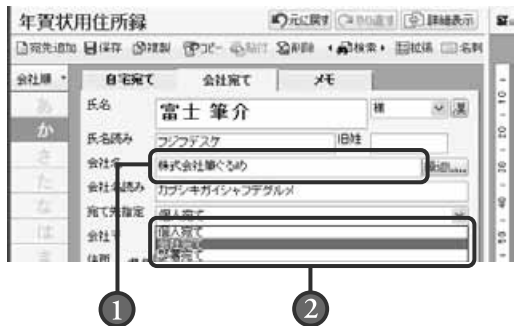 年賀状用住所録
元に戻す
詳細表示
宛先追加 保存 複製 コピー 貼付 削除 検索 拡大 名刺
会社順
自宅宛て 会社宛て メモ
あ
か
さ
た
な
は
ま
氏名 富士 筆介 様 漢
氏名読み フジフデスケ 旧姓
会社名 株式会社筆ぐるめ
会社名読み カブシキガイシャフデグルメ
宛て先指定 個人宛て
個人宛て
会社宛て
部署宛て
住所
1 2